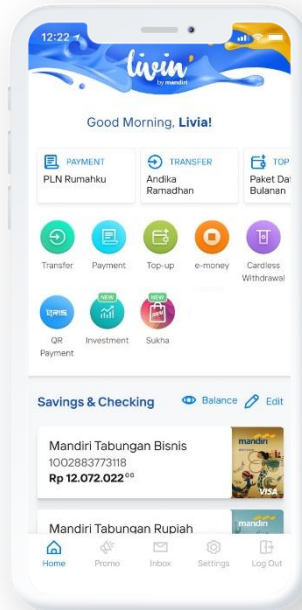 12:22
livin'
by mandiri
Good Morning, Livia!
PAYMENT
PLN Rumahku
TRANSFER
Andika
Ramadhan
TOP
Paket Dat
Bulanan
Transfer
Payment
Top-up
e-money
Cardless
Withdrawal
QRIS
NEW
NEW
QR
Payment
Investment
Sukha
Savings & Checking
Balance
Edit
Mandiri Tabungan Bisnis
1002883773118
Rp 12.072.022⁰⁰
mandiri
VISA
Mandiri Tabungan Rupiah
mandiri
Home
Promo
Inbox
Settings
Log Out